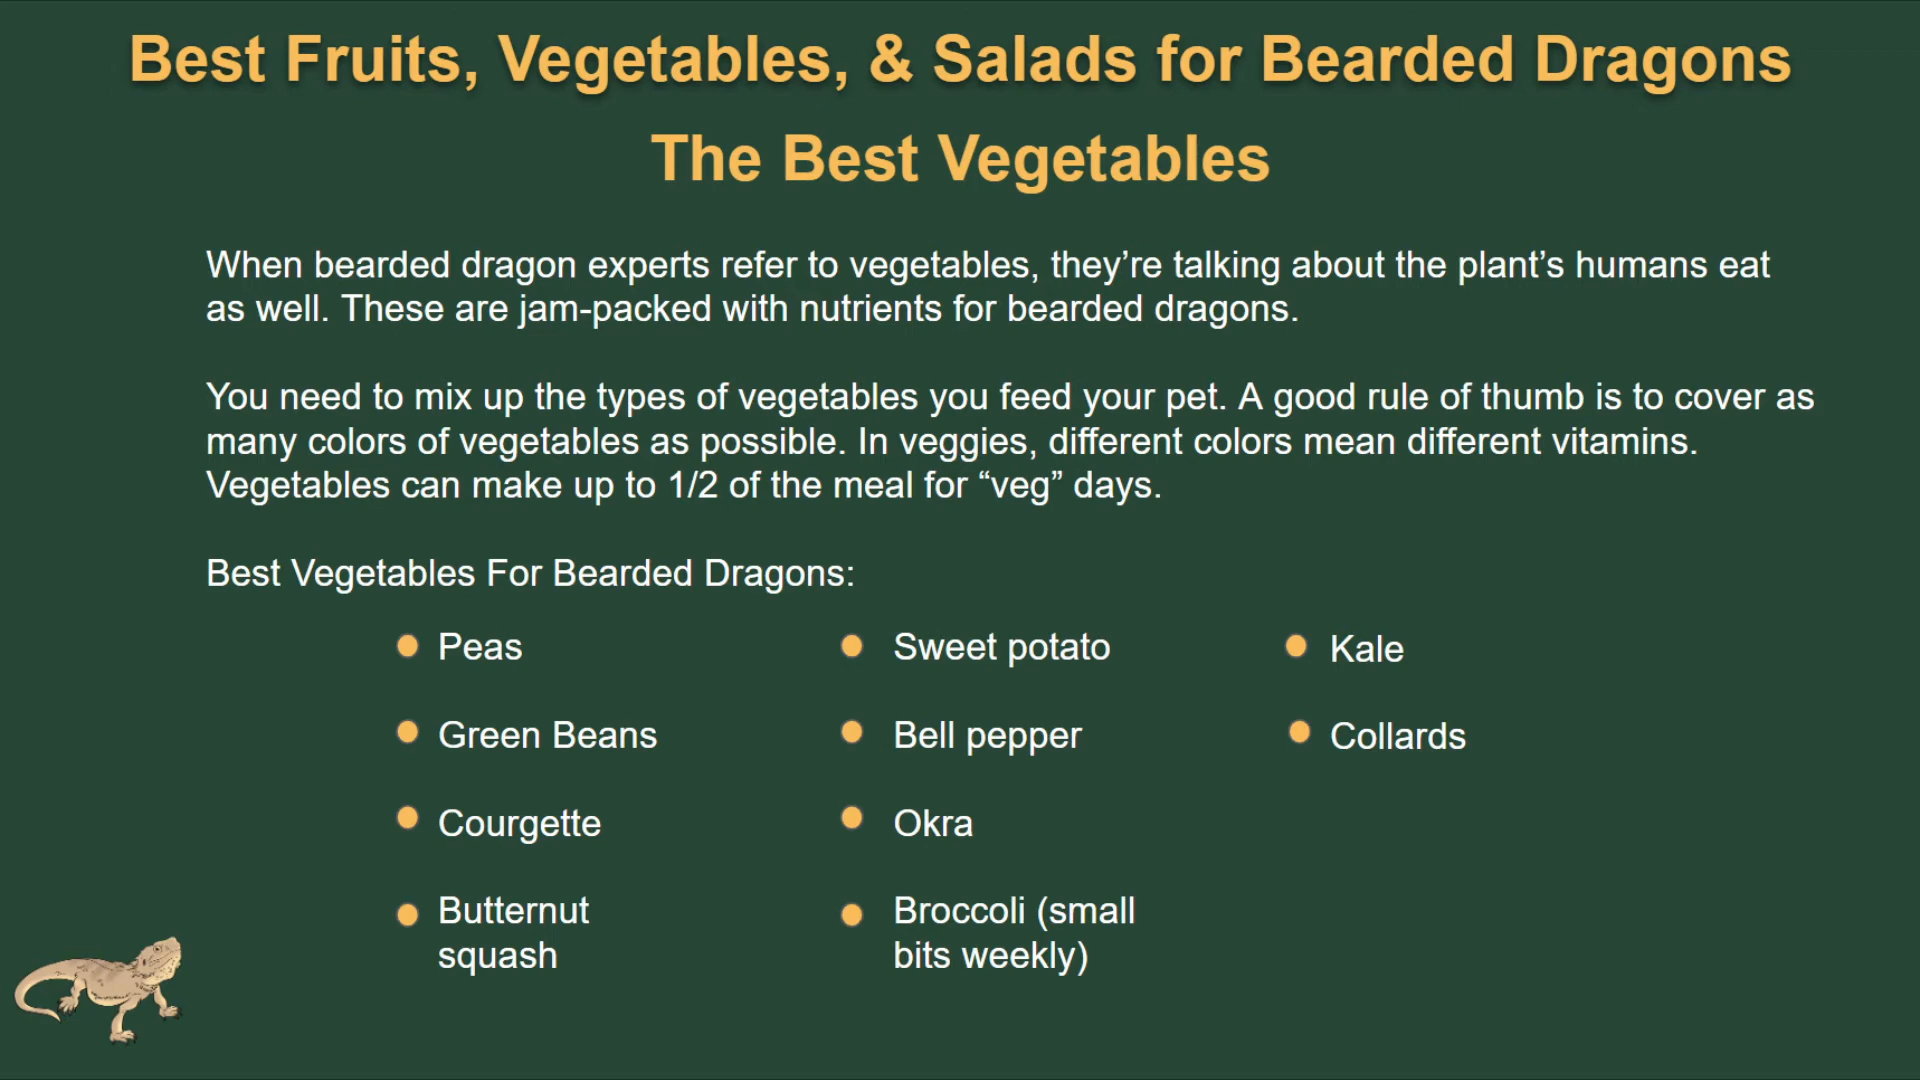 Best Fruits, Vegetables, & Salads for Bearded Dragons
The Best Vegetables
When bearded dragon experts refer to vegetables, they’re talking about the plant’s humans eat
as well. These are jam-packed with nutrients for bearded dragons.
You need to mix up the types of vegetables you feed your pet. A good rule of thumb is to cover as
many colors of vegetables as possible. In veggies, different colors mean different vitamins.
Vegetables can make up to 1/2 of the meal for “veg” days.
Best Vegetables For Bearded Dragons:
Peas
Green Beans
Courgette
Butternut
squash
Sweet potato
Bell pepper
Okra
Broccoli (small
bits weekly)
Kale
Collards